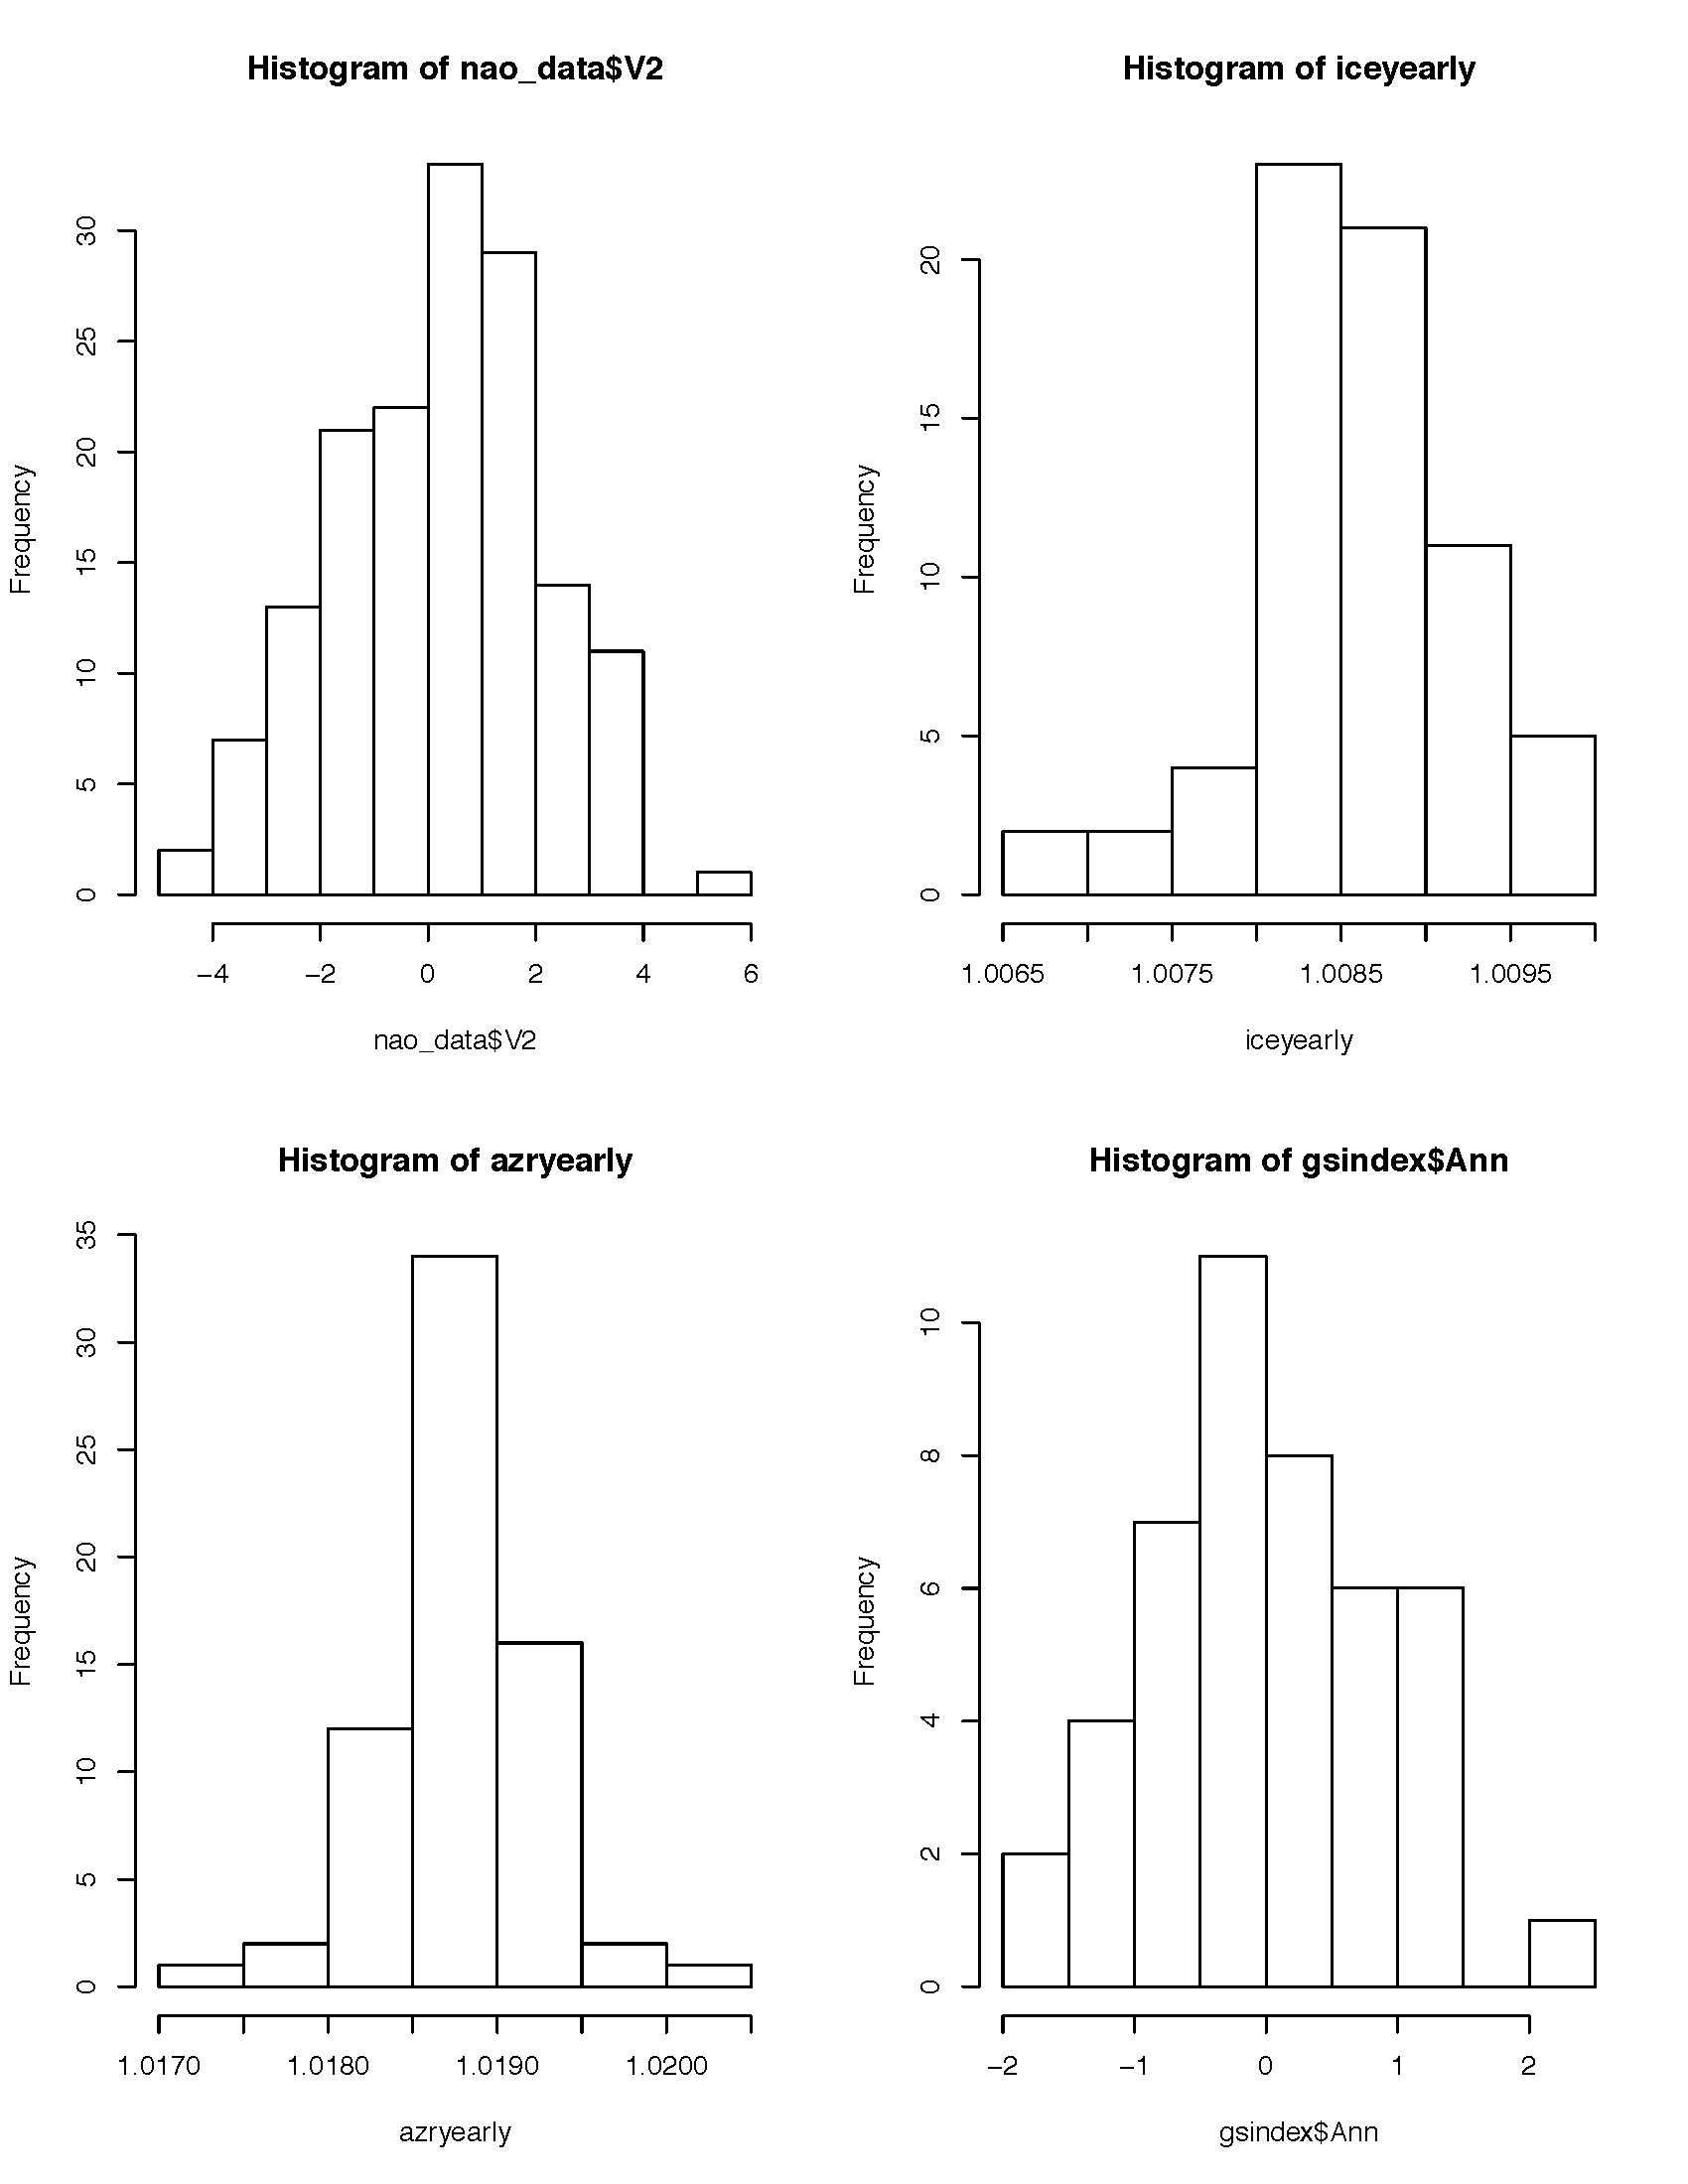 Histogram of nao_data$V2
Frequency
0 5 10 15 20 25 30
−4 −2 0 2 4 6
nao_data$V2
Histogram of iceyearly
Frequency
0 5 10 15 20
1.0065 1.0075 1.0085 1.0095
iceyearly
Histogram of azryearly
Frequency
0 5 10 15 20 25 30 35
1.0170 1.0180 1.0190 1.0200
azryearly
Histogram of gsindex$Ann
Frequency
0 2 4 6 8 10
−2 −1 0 1 2
gsindex$Ann